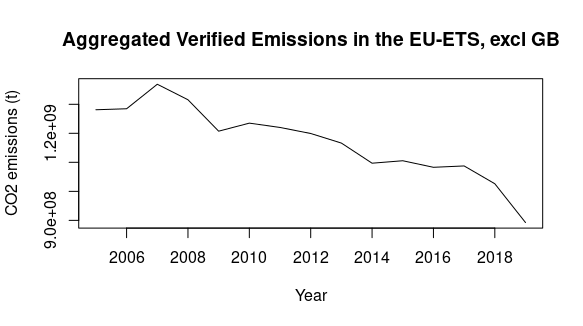 Aggregated Verified Emissions in the EU-ETS, excl GB
CO2 emissions (t)
1.2e+09
9.0e+08
2006 2008 2010 2012 2014 2016 2018
Year